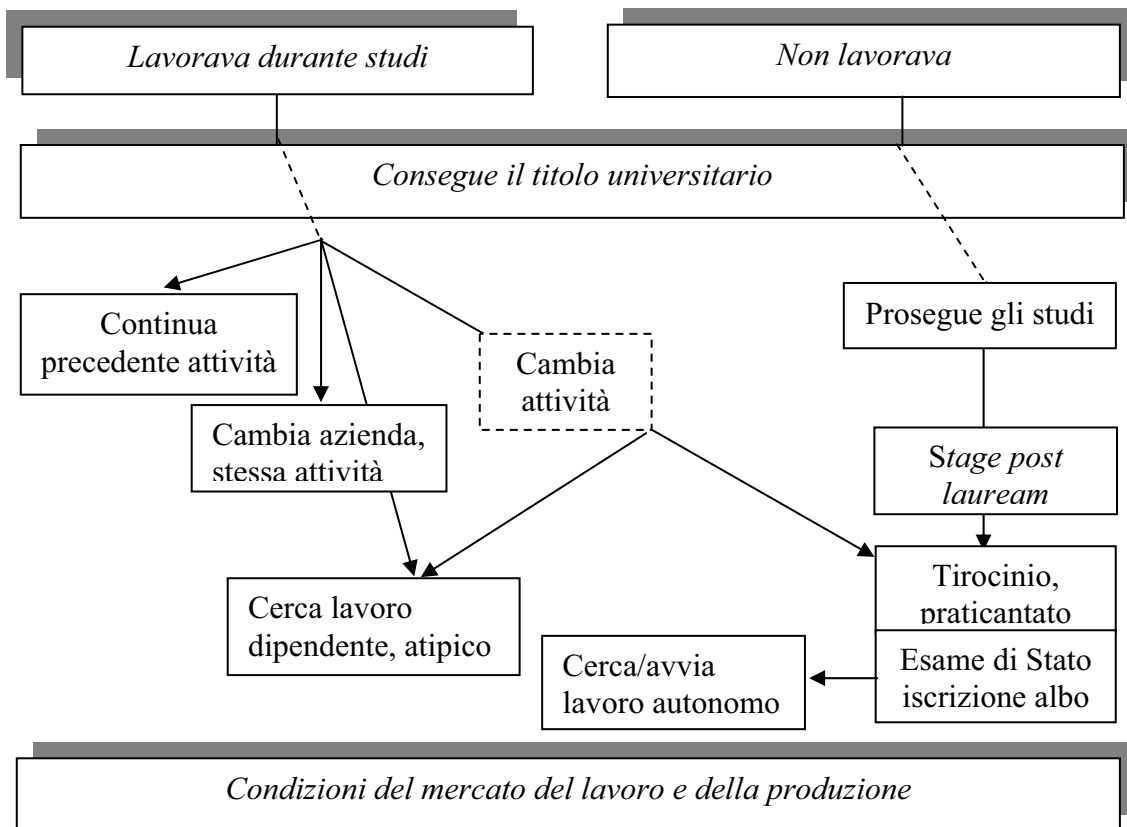 Lavorava durante studi
Non lavorava
Consegue il titolo universitario
Continua
precedente attività
Prosegue gli studi
Cambia
attività
Cambia azienda,
stessa attività
Stage post
lauream
Cerca lavoro
dipendente, atipico
Tirocinio,
praticantato
Cerca/avvia
lavoro autonomo
Esame di Stato
iscrizione albo
Condizioni del mercato del lavoro e della produzione